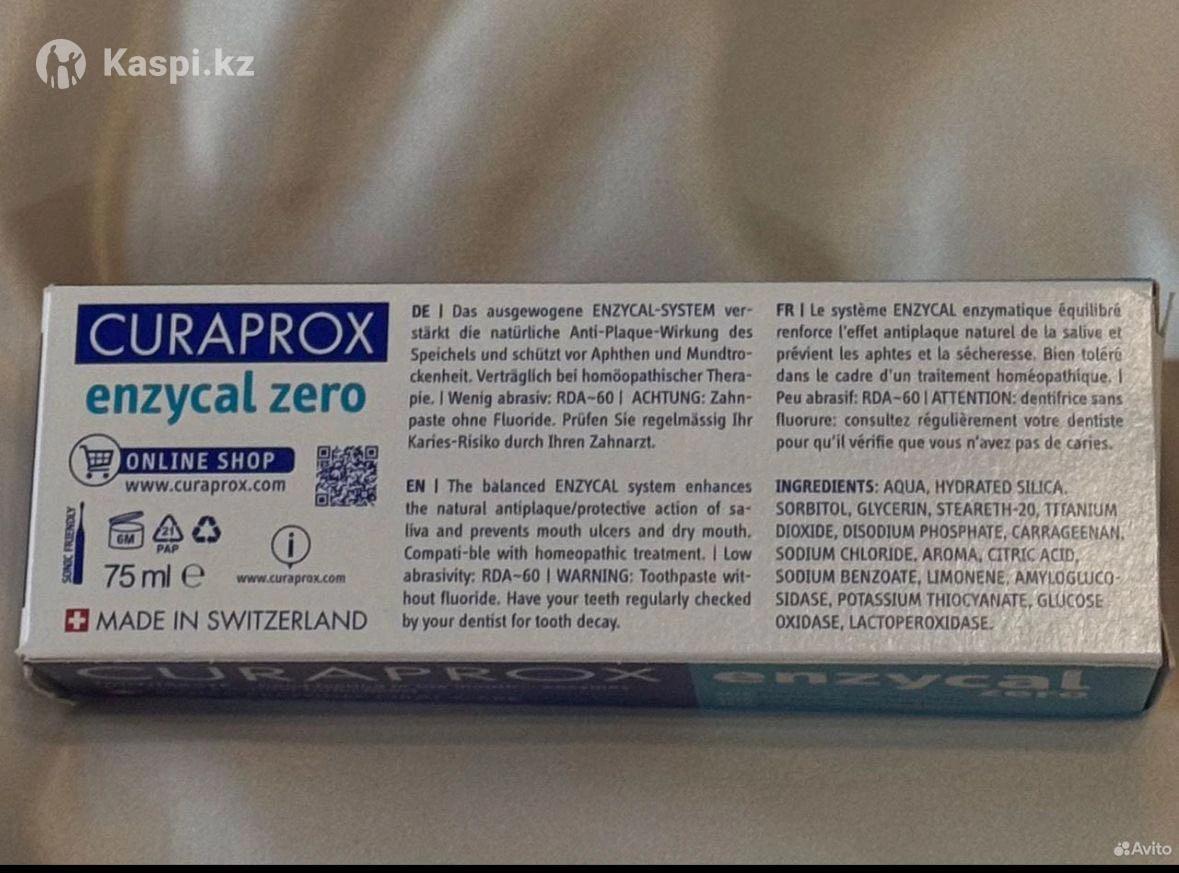 Kaspi.kz
CURAPROX
enzycal zero
ONLINE SHOP
www.curaprox.com
SONIC FRIENDLY
6M
21
PAP
75 ml e
www.curaprox.com
MADE IN SWITZERLAND
DE | Das ausgewogene ENZYCAL-SYSTEM ver-
stärkt die natürliche Anti-Plaque-Wirkung des
Speichels und schützt vor Aphthen und Mundtro-
ckenheit. Verträglich bei homöopathischer Thera-
pie. | Wenig abrasiv: RDA~60 | ACHTUNG: Zahn-
paste ohne Fluoride. Prüfen Sie regelmässig Ihr
Karies-Risiko durch Ihren Zahnarzt.
EN | The balanced ENZYCAL system enhances
the natural antiplaque/protective action of sa-
liva and prevents mouth ulcers and dry mouth.
Compati-ble with homeopathic treatment. | Low
abrasivity: RDA~60 | WARNING: Toothpaste wit-
hout fluoride. Have your teeth regularly checked
by your dentist for tooth decay.
FR | Le système ENZYCAL enzymatique équilibré
renforce l'effet antiplaque naturel de la salive et
prévient les aphtes et la sécheresse. Bien toléré
dans le cadre d'un traitement homéopathique. |
Peu abrasif: RDA~60 | ATTENTION: dentifrice sans
fluorure: consultez régulièrement votre dentiste
pour qu'il vérifie que vous n'avez pas de caries.
INGREDIENTS: AQUA, HYDRATED SILICA,
SORBITOL, GLYCERIN, STEARETH-20, TITANIUM
DIOXIDE, DISODIUM PHOSPHATE, CARRAGEENAN,
SODIUM CHLORIDE, AROMA, CITRIC ACID,
SODIUM BENZOATE, LIMONENE, AMYLOGLUCO-
SIDASE, POTASSIUM THIOCYANATE, GLUCOSE
OXIDASE, LACTOPEROXIDASE.
CURAPROX
enzycal
zero
Avito